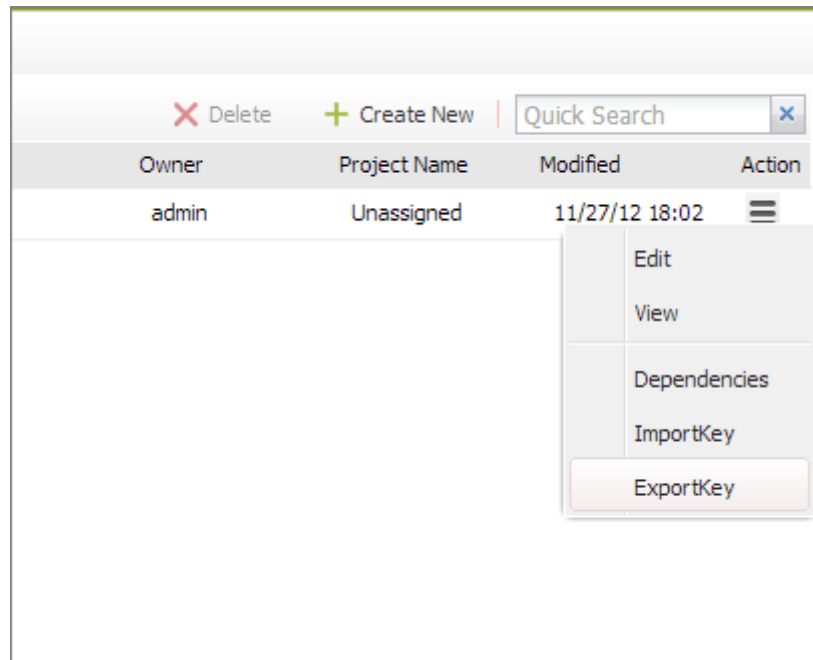 Delete Create New Quick Search
Owner Project Name Modified Action
admin Unassigned 11/27/12 18:02
Edit
View
Dependencies
ImportKey
ExportKey